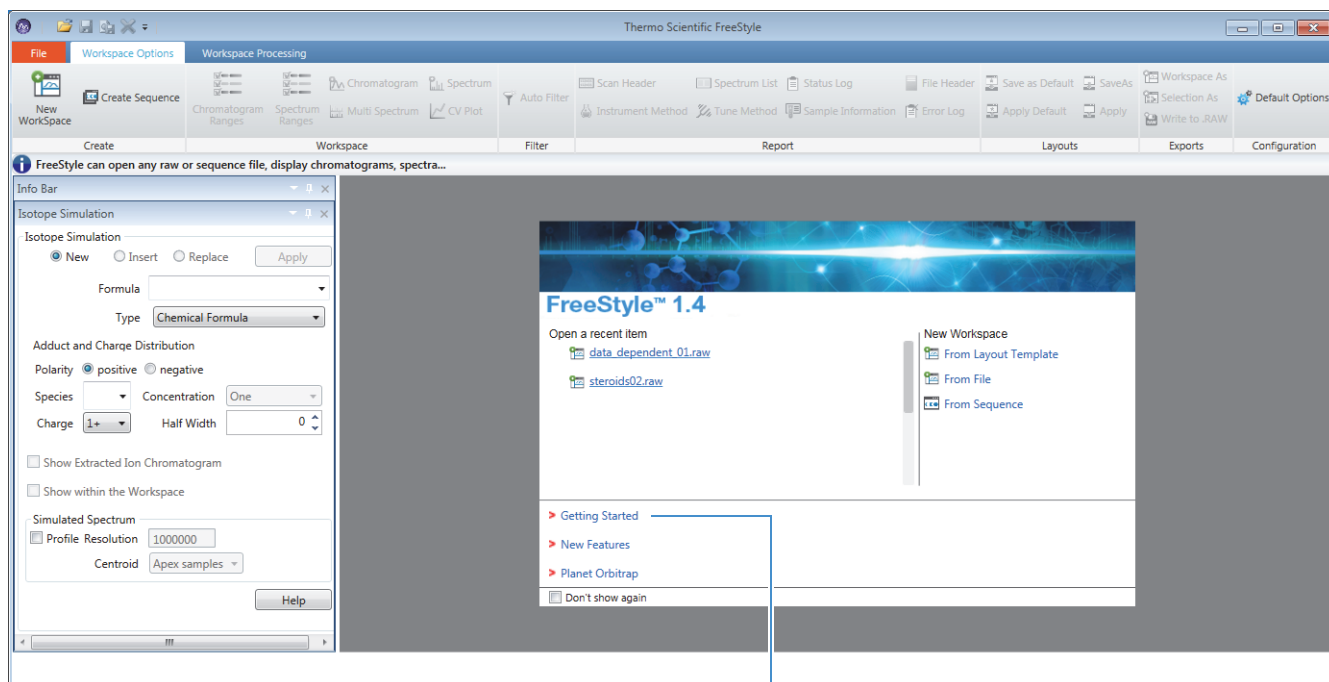 Thermo Scientific FreeStyle
File Workspace Options Workspace Processing
New WorkSpace
Create Sequence
Chromatogram Ranges
Spectrum Ranges
Chromatogram Spectrum
Multi Spectrum CV Plot
Auto Filter
Scan Header Spectrum List Status Log File Header
Instrument Method Tune Method Sample Information Error Log
Save as Default SaveAs
Apply Default Apply
Workspace As
Selection As
Write to .RAW
Default Options
Create Workspace Filter Report Layouts Exports Configuration
FreeStyle can open any raw or sequence file, display chromatograms, spectra...
Info Bar
Isotope Simulation
Isotope Simulation
New Insert Replace Apply
Formula
Type Chemical Formula
Adduct and Charge Distribution
Polarity positive negative
Species Concentration One
Charge 1+ Half Width 0
Show Extracted Ion Chromatogram
Show within the Workspace
Simulated Spectrum
Profile Resolution 1000000
Centroid Apex samples
Help
FreeStyle™ 1.4
Open a recent item
data_dependent_01.raw
steroids02.raw
New Workspace
From Layout Template
From File
From Sequence
> Getting Started
> New Features
> Planet Orbitrap
Don't show again